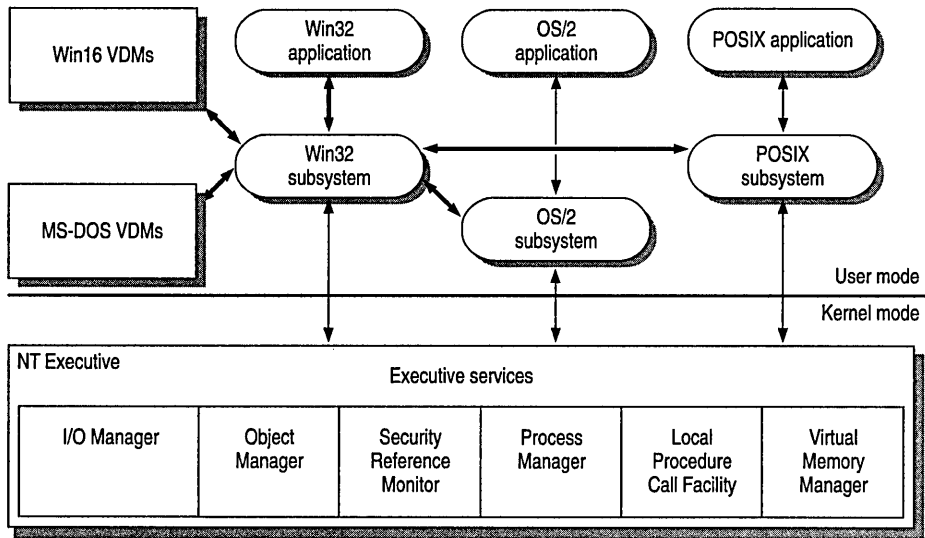 Win16 VDMs
Win32
application
OS/2
application
POSIX application
Win32
subsystem
POSIX
subsystem
MS-DOS VDMs
OS/2
subsystem
User mode
Kernel mode
NT Executive
Executive services
I/O Manager
Object
Manager
Security
Reference
Monitor
Process
Manager
Local
Procedure
Call Facility
Virtual
Memory
Manager